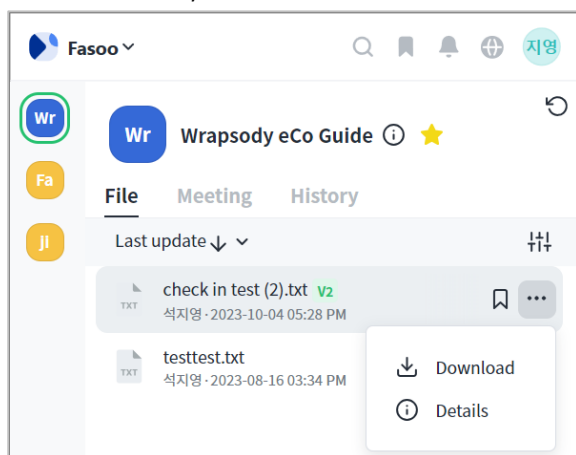 Fasoo
지영
Wr
Wr Wrapsody eCo Guide
Fa
File Meeting History
jl
Last update
check in test (2).txt V2
TXT
석지영·2023-10-04 05:28 PM
testtest.txt
TXT
석지영·2023-08-16 03:34 PM
Download
Details